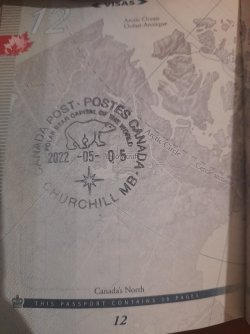 VISAS
12
Arctic Ocean
Océan Arctique
CANADA POST · POSTES CANADA
POLAR BEAR CAPITAL OF THE WORLD
2022 -05- 05
CHURCHILL MB
Arctic Circle
Canada's North
THIS PASSPORT CONTAINS 36 PAGES
12